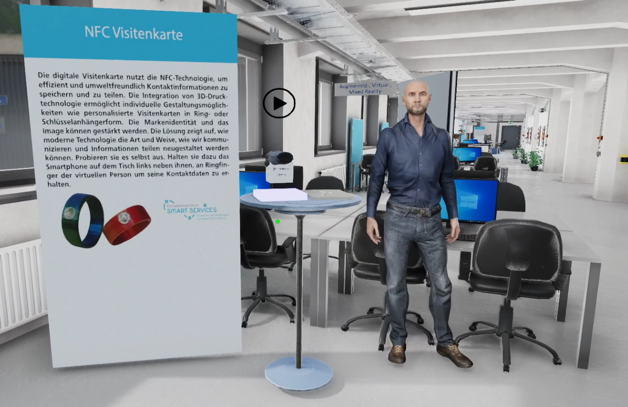 NFC Visitenkarte
Die digitale Visitenkarte nutzt die NFC-Technologie, um
effizient und umweltfreundlich Kontaktinformationen zu
speichern und zu teilen. Die Integration von 3D-Druck-
technologie ermöglicht individuelle Gestaltungsmöglich-
keiten wie personalisierte Visitenkarten in Ring- or
Schlüsselanhängerform. Die Markenidentität und das
Image können gestärkt werden. Die Lösung zeigt auf, wie
moderne Technologie die Art und Weise, wie wir kommu-
nizieren und Informationen teilen neugestaltet werden
können. Probieren sie es selbst aus. Halten sie dazu das
Smartphone auf dem Tisch links neben ihnen, an Ringfin-
ger der virtuellen Person um seine Kontaktdaten zu er-
halten.
SMART SERVICES
Augmented, Virtual,
Mixed Reality